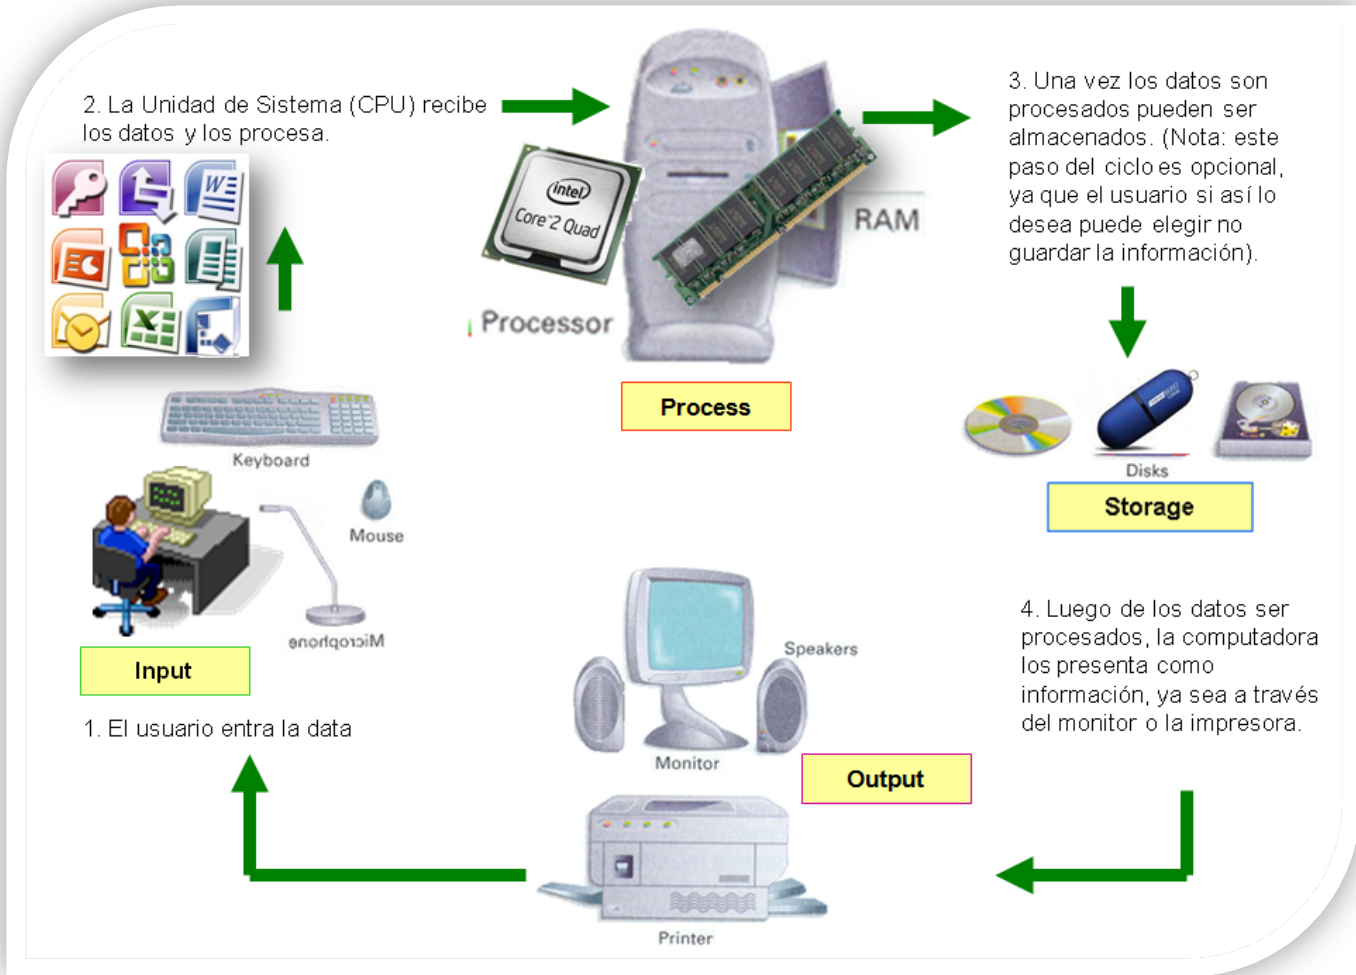 2. La Unidad de Sistema (CPU) recibe
los datos y los procesa.
intel
Core™2 Quad
Processor
RAM
Process
3. Una vez los datos son
procesados pueden ser
almacenados. (Nota: este
paso del ciclo es opcional,
ya que el usuario si así lo
desea puede elegir no
guardar la información).
Disks
Storage
Keyboard
Mouse
Microphone
Input
1. El usuario entra la data
Speakers
Monitor
Output
Printer
4. Luego de los datos ser
procesados, la computadora
los presenta como
información, ya sea a través
del monitor o la impresora.